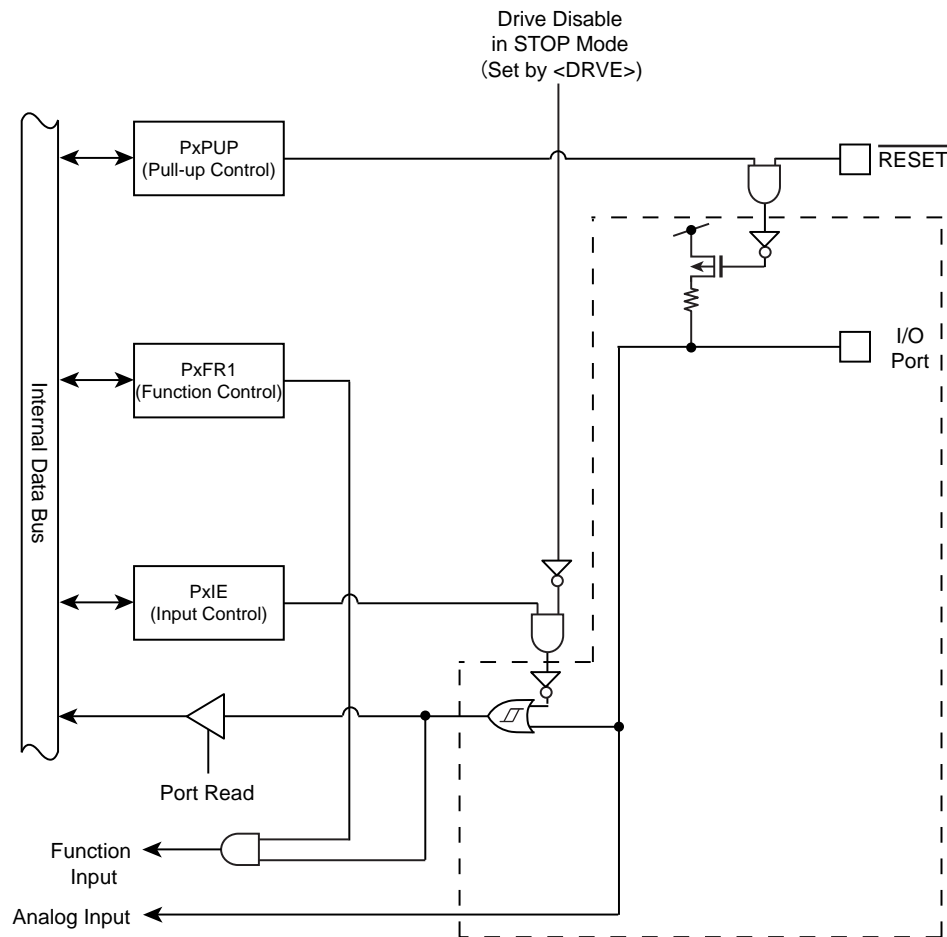 Drive Disable
in STOP Mode
(Set by <DRVE>)
PxPUP
(Pull-up Control)
RESET
I/O
Port
PxFR1
(Function Control)
Internal Data Bus
PxIE
(Input Control)
Port Read
Function
Input
Analog Input